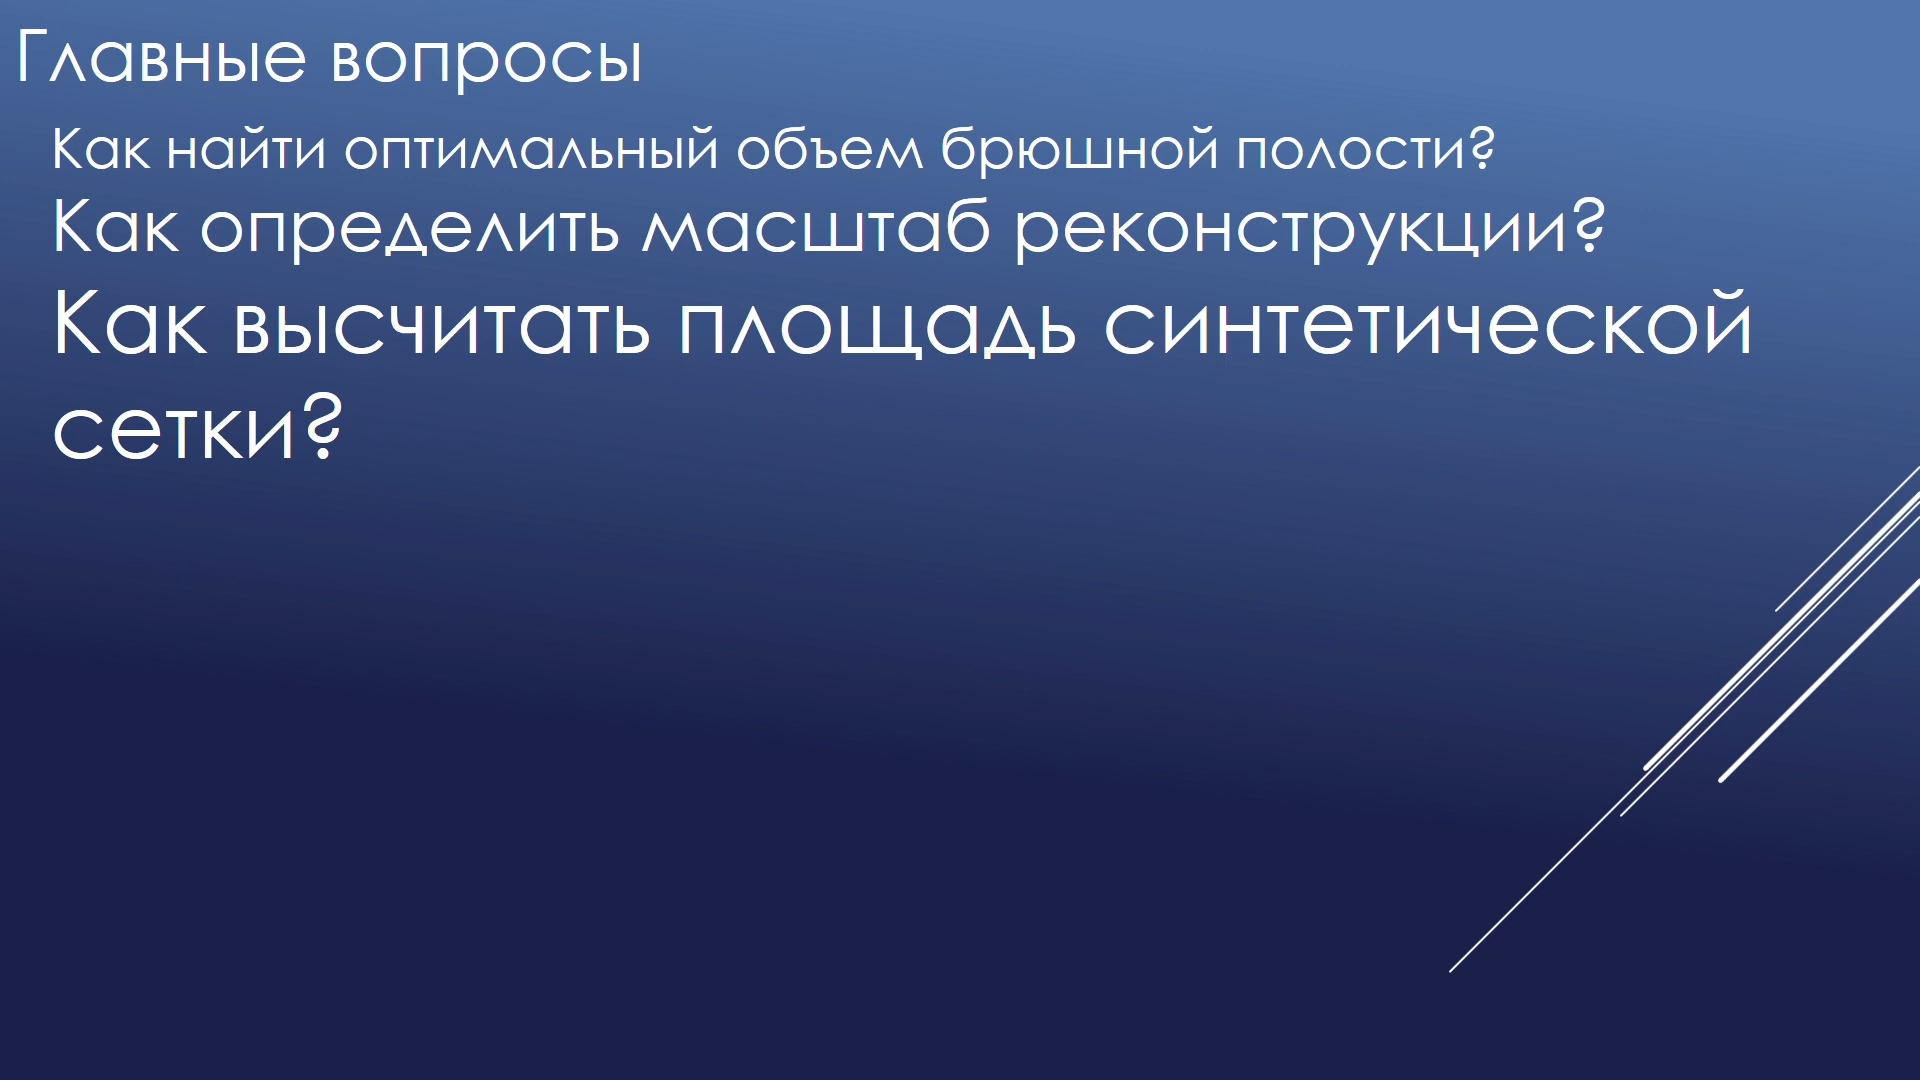 Главные вопросы
Как найти оптимальный объем брюшной полости?
Как определить масштаб реконструкции?
Как высчитать площадь синтетической
сетки?